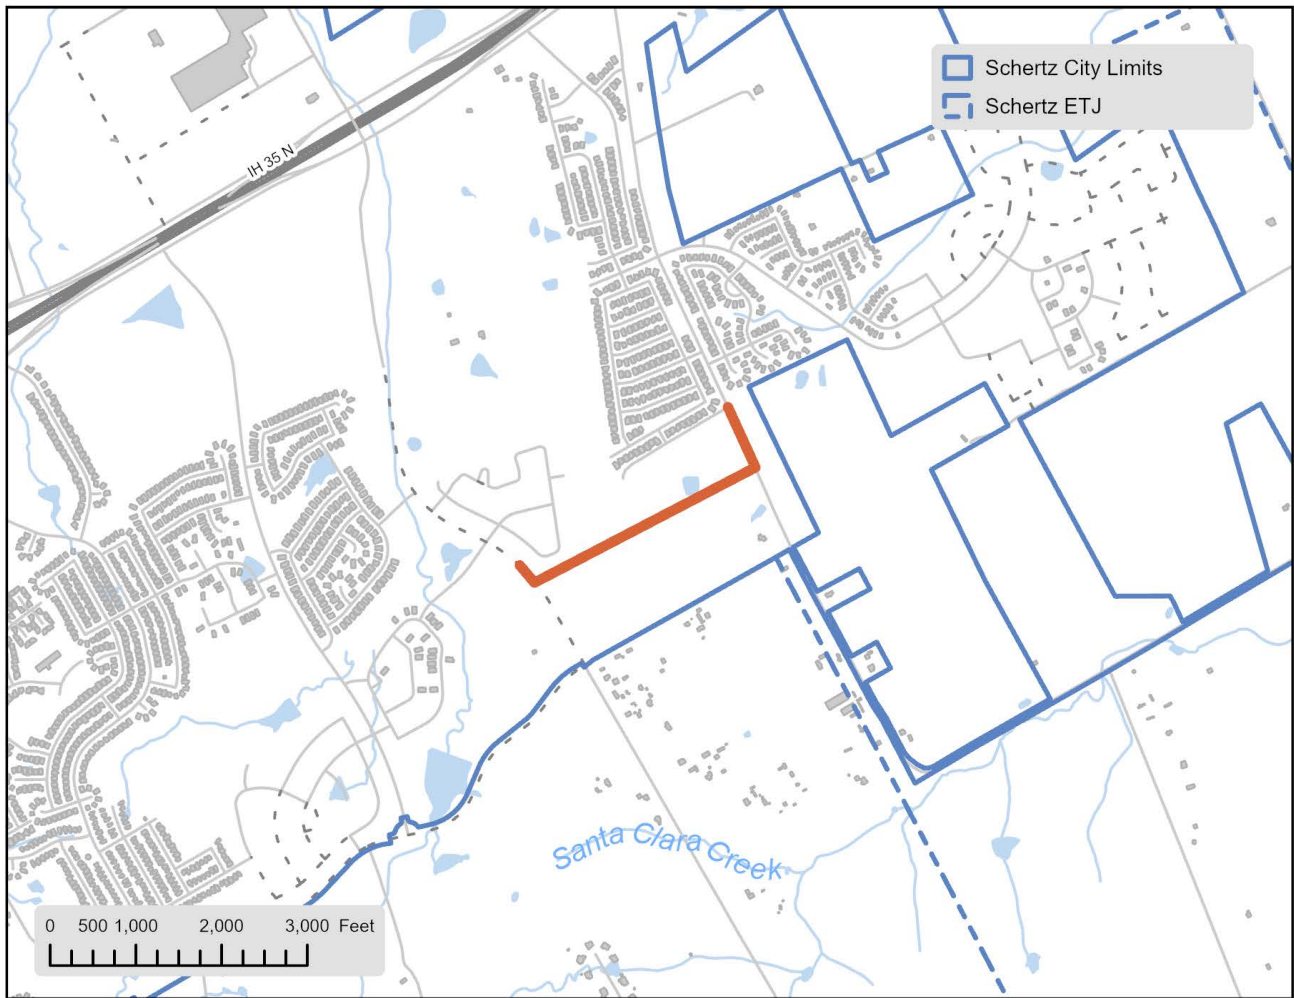 Schertz City Limits
Schertz ETJ
IH 35 N
Santa Clara Creek
0 500 1,000 2,000 3,000 Feet